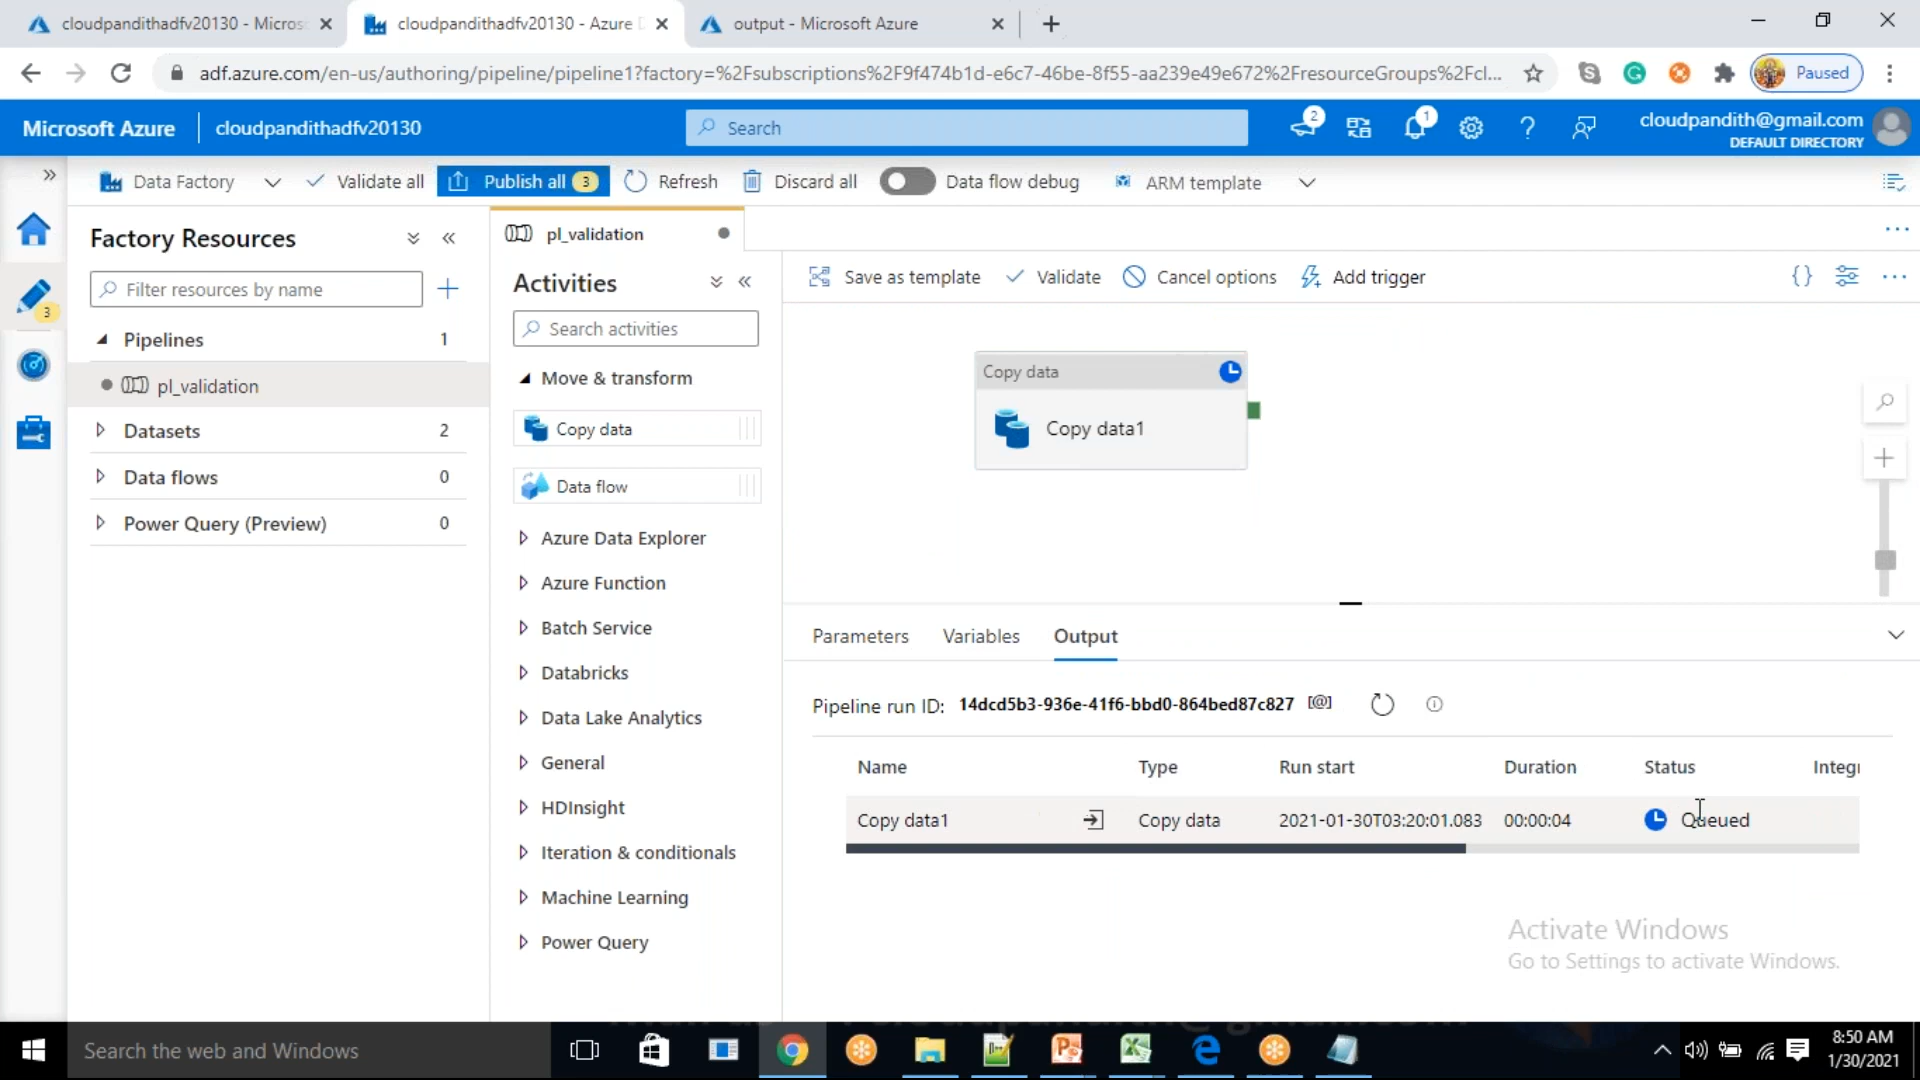 cloudpandithadfv20130 - Micros
cloudpandithadfv20130 - Azure D
output - Microsoft Azure
adf.azure.com/en-us/authoring/pipeline/pipeline1?factory=%2Fsubscriptions%2F9f474b1d-e6c7-46be-8f55-aa239e49e672%2FresourceGroups%2Fcl...
Paused
Microsoft Azure
cloudpandithadfv20130
Search
2
1
cloudpandith@gmail.com
DEFAULT DIRECTORY
Data Factory
Validate all
Publish all 3
Refresh
Discard all
Data flow debug
ARM template
3
Factory Resources
Filter resources by name
Pipelines 1
pl_validation
Datasets 2
Data flows 0
Power Query (Preview) 0
pl_validation
Activities
Search activities
Move & transform
Copy data
Data flow
Azure Data Explorer
Azure Function
Batch Service
Databricks
Data Lake Analytics
General
HDInsight
Iteration & conditionals
Machine Learning
Power Query
Save as template
Validate
Cancel options
Add trigger
Copy data
Copy data1
Parameters
Variables
Output
Pipeline run ID: 14dcd5b3-936e-41f6-bbd0-864bed87c827 [@]
Name Type Run start Duration Status Integr
Copy data1 Copy data 2021-01-30T03:20:01.083 00:00:04 Queued
Activate Windows
Go to Settings to activate Windows.
Search the web and Windows
8:50 AM
1/30/2021